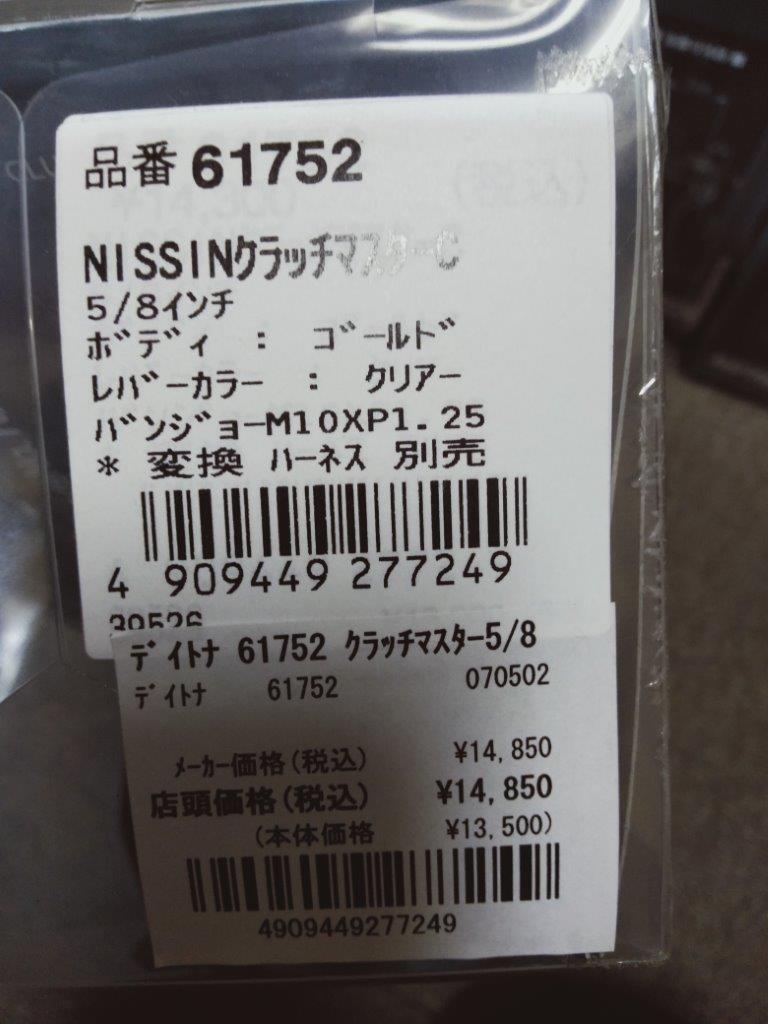 品番 61752
NISSINクラッチマスターC
5/8インチ
ボディ : ゴールド
レバーカラー : クリアー
バンジョーM10XP1.25
* 変換 ハーネス 別売
4 909449 277249
39526
デイトナ 61752 クラッチマスター5/8
デイトナ 61752 070502
メーカー価格(税込) ¥14,850
店頭価格(税込) ¥14,850
(本体価格 ¥13,500)
4909449277249